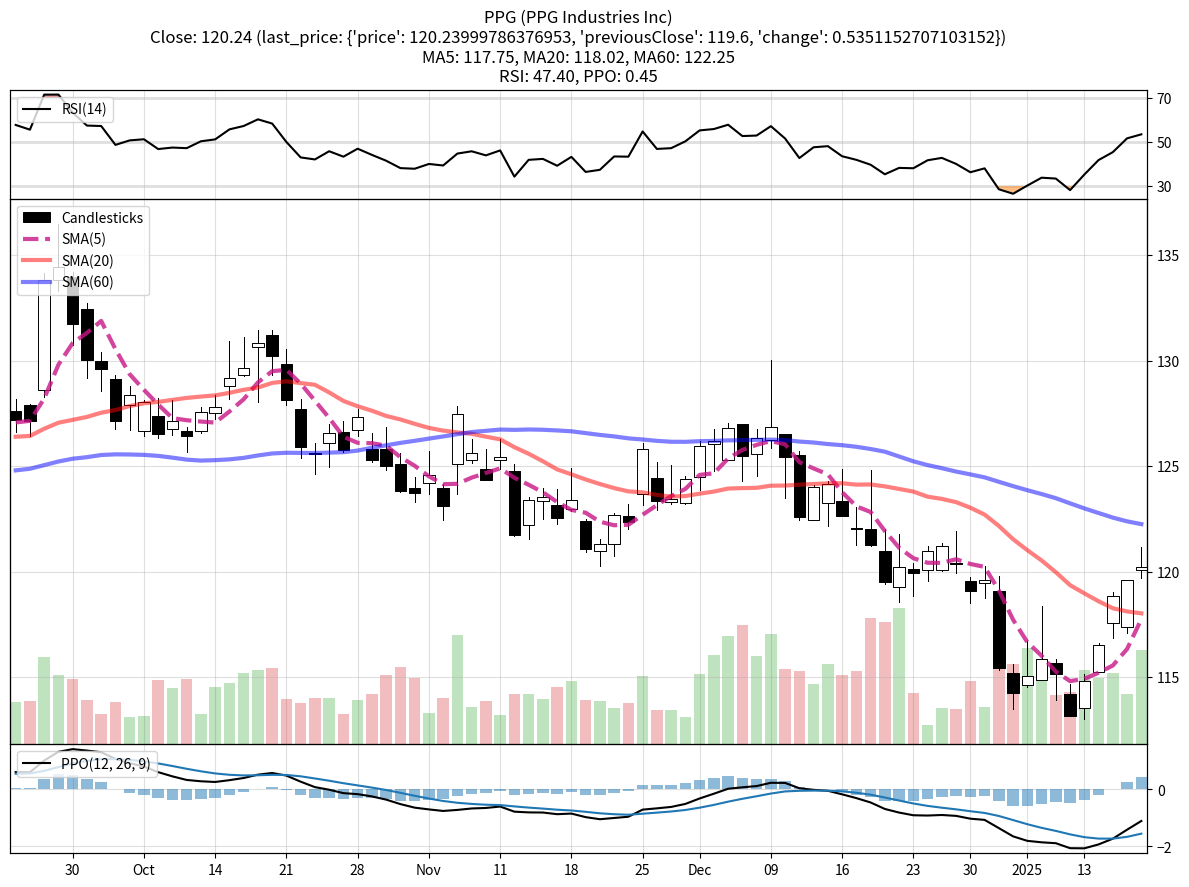 PPG (PPG Industries Inc)
Close: 120.24 (last_price: {'price': 120.23999786376953, 'previousClose': 119.6, 'change': 0.5351152707103152})
MA5: 117.75, MA20: 118.02, MA60: 122.25
RSI: 47.40, PPO: 0.45
RSI(14)
70
50
30
Candlesticks
SMA(5)
SMA(20)
SMA(60)
135
130
125
120
115
PPO(12, 26, 9)
0
−2
30 Oct 14 21 28 Nov 11 18 25 Dec 09 16 23 30 2025 13